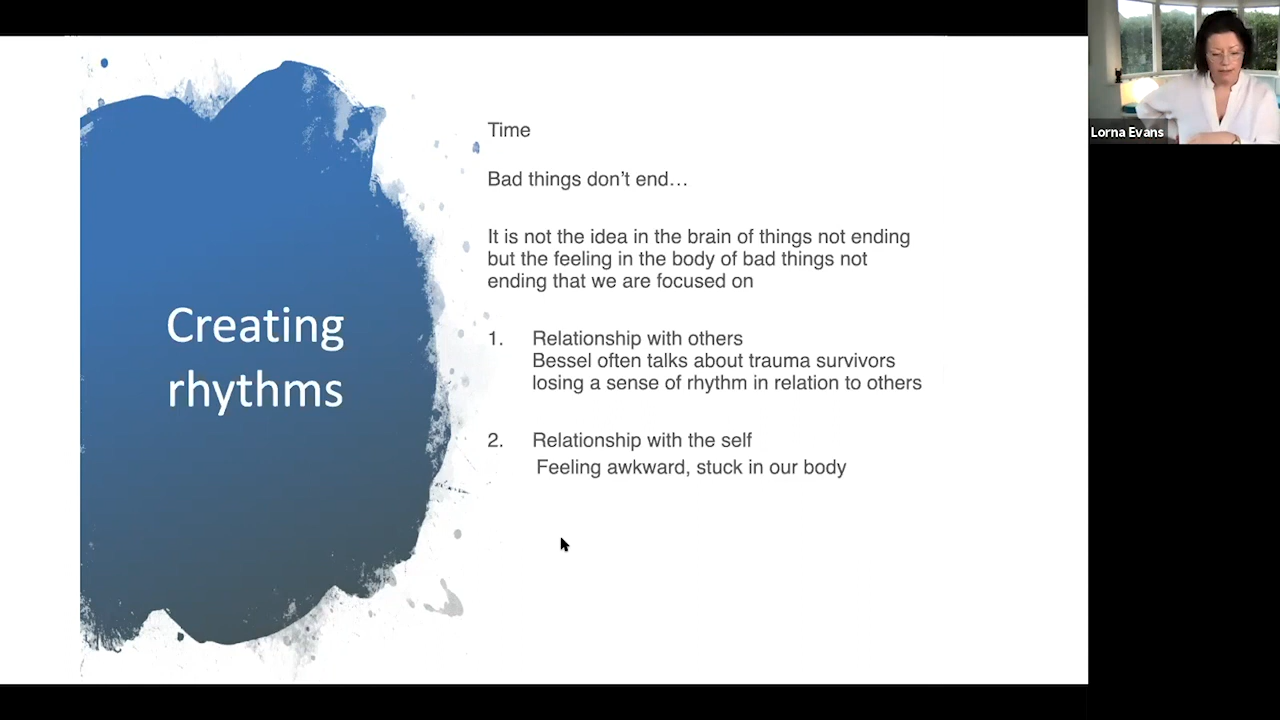 Creating
rhythms
Time
Bad things don’t end…
It is not the idea in the brain of things not ending
but the feeling in the body of bad things not
ending that we are focused on
1. Relationship with others
Bessel often talks about trauma survivors
losing a sense of rhythm in relation to others
2. Relationship with the self
Feeling awkward, stuck in our body
Lorna Evans